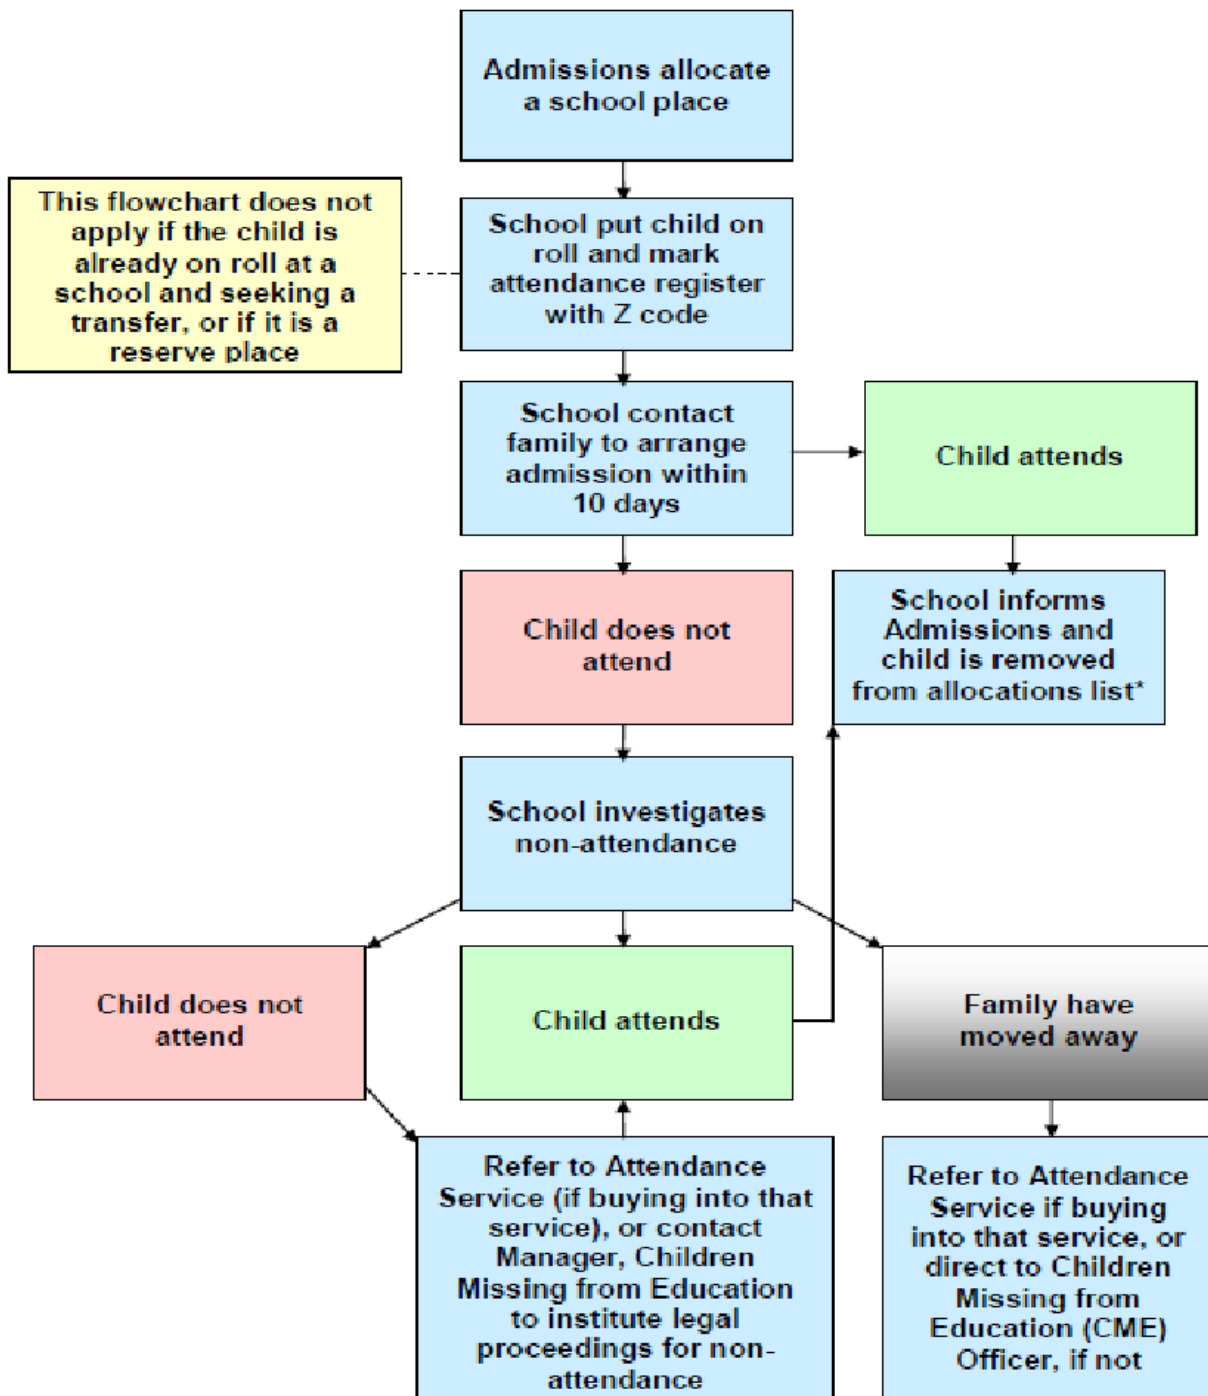 Admissions allocate
a school place
This flowchart does not
apply if the child is
already on roll at a
school and seeking a
transfer, or if it is a
reserve place
School put child on
roll and mark
attendance register
with Z code
School contact
family to arrange
admission within
10 days
Child attends
Child does not
attend
School informs
Admissions and
child is removed
from allocations list*
School investigates
non-attendance
Child does not
attend
Child attends
Family have
moved away
Refer to Attendance
Service (if buying into that
service), or contact
Manager, Children
Missing from Education
to institute legal
proceedings for non-
attendance
Refer to Attendance
Service if buying
into that service, or
direct to Children
Missing from
Education (CME)
Officer, if not